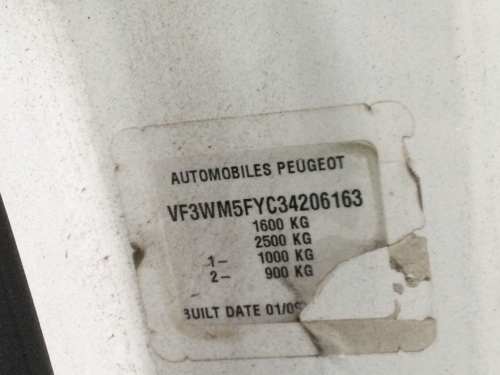 AUTOMOBILES PEUGEOT
VF3WM5FYC34206163
1600 KG
2500 KG
1- 1000 KG
2- 900 KG
BUILT DATE 01/0